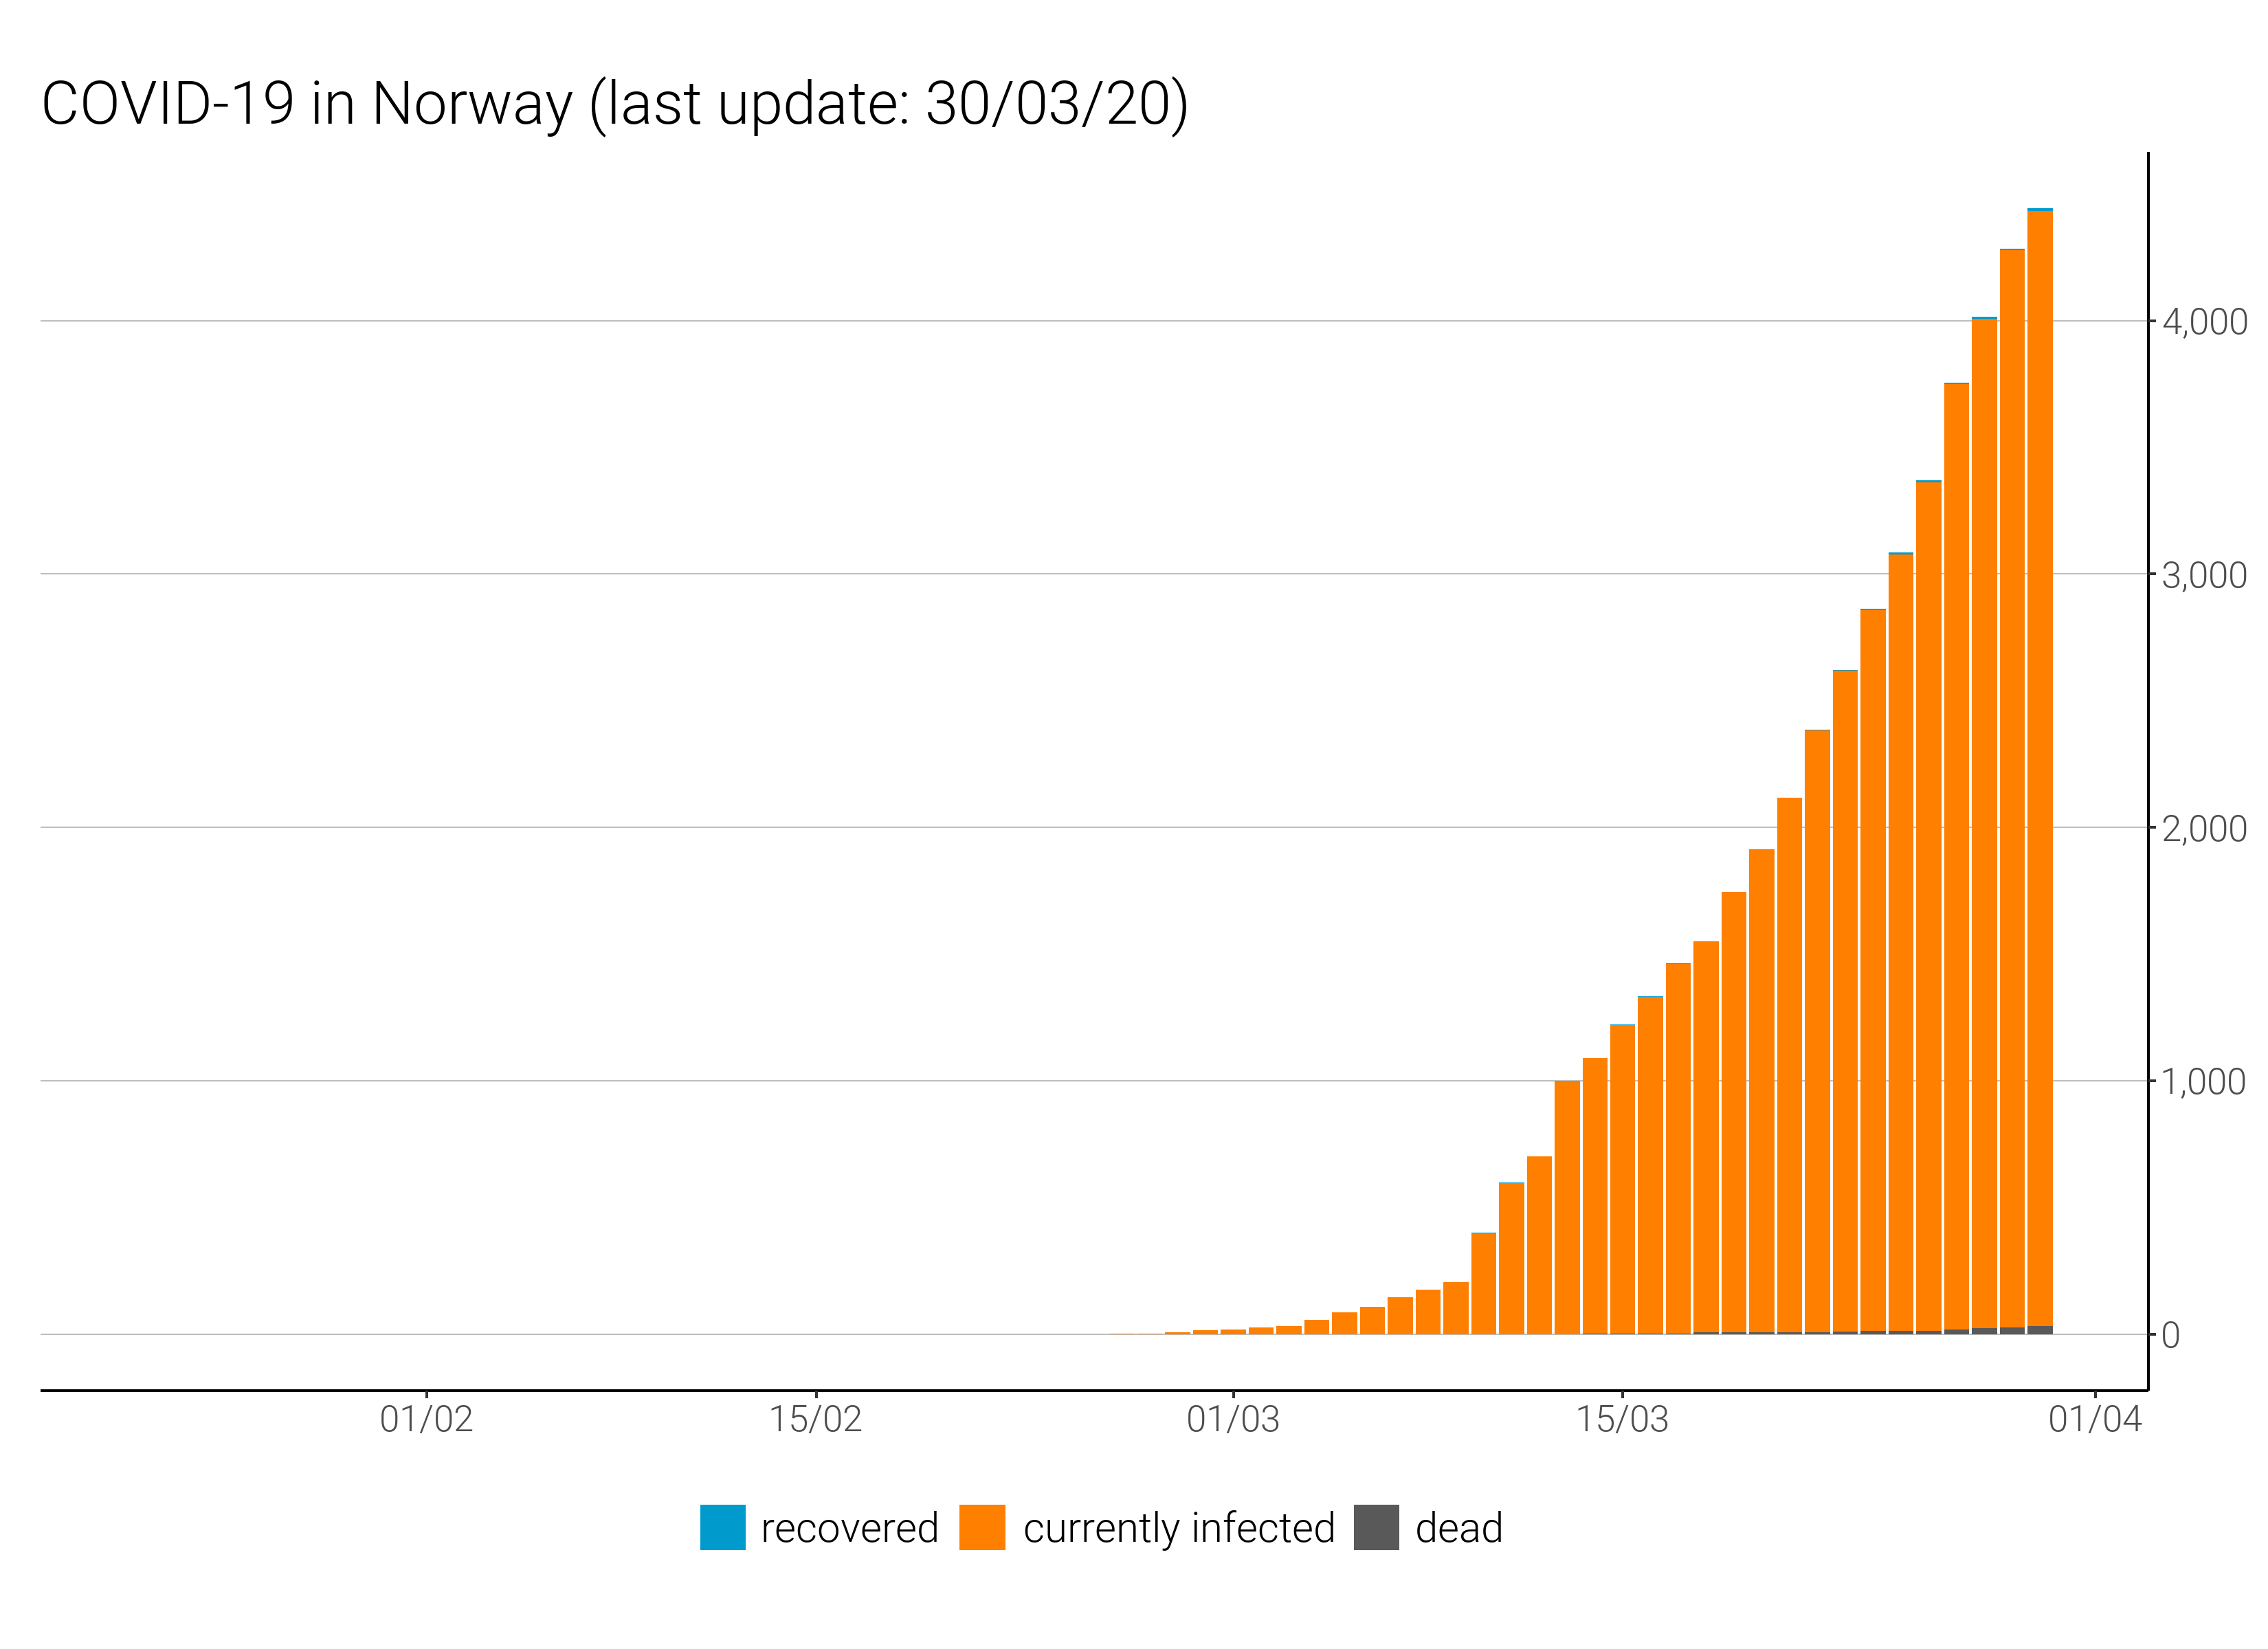 COVID-19 in Norway (last update: 30/03/20)
4,000
3,000
2,000
1,000
0
01/02 15/02 01/03 15/03 01/04
recovered currently infected dead